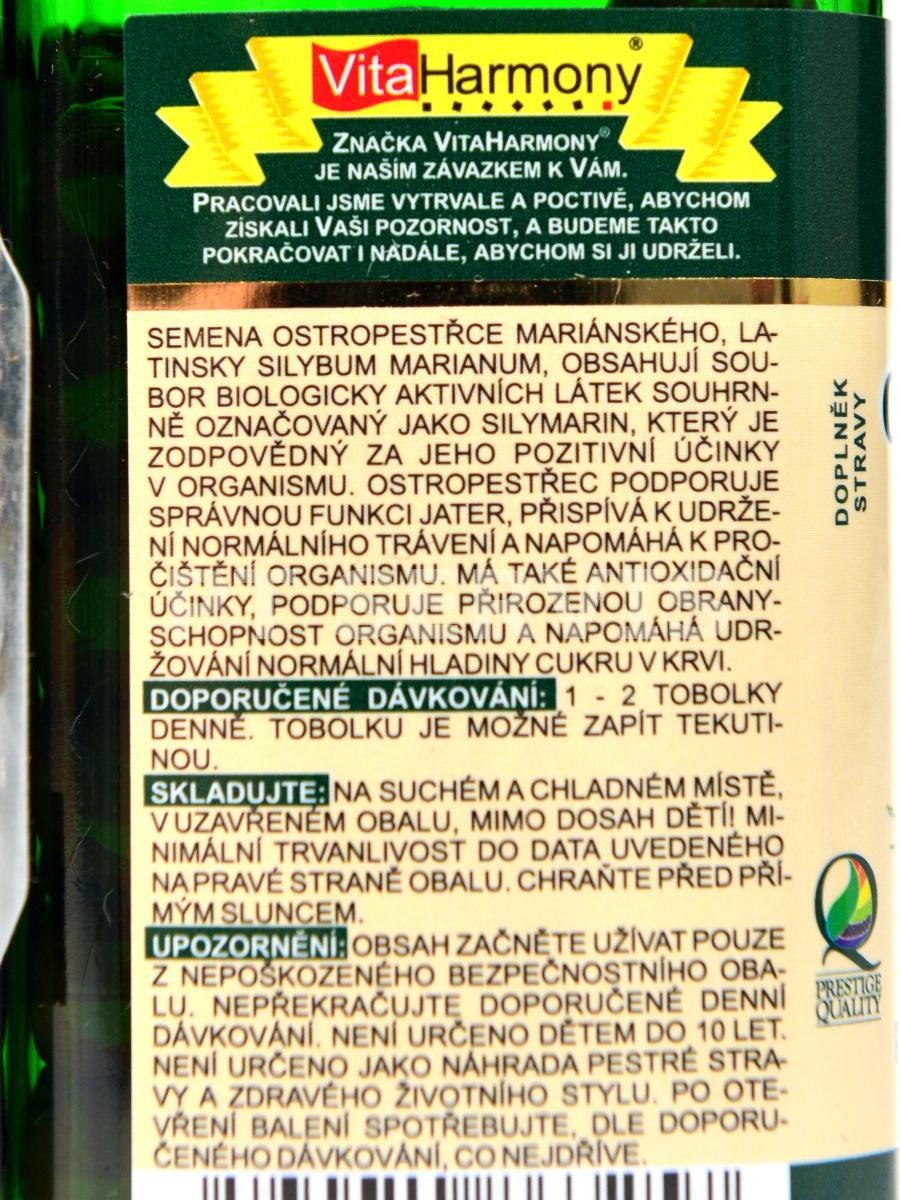 VitaHarmony®
ZNAČKA VITAHARMONY®
JE NAŠÍM ZÁVAZKEM K VÁM.
PRACOVALI JSME VYTRVALE A POCTIVĚ, ABYCHOM
ZÍSKALI VAŠI POZORNOST, A BUDEME TAKTO
POKRAČOVAT I NADÁLE, ABYCHOM SI JI UDRŽELI.
SEMENA OSTROPESTŘCE MARIÁNSKÉHO, LA-
TINSKY SILYBUM MARIANUM, OBSAHUJÍ SOU-
BOR BIOLOGICKY AKTIVNÍCH LÁTEK SOUHRN-
NĚ OZNAČOVANÝ JAKO SILYMARIN, KTERÝ JE
ZODPOVĚDNÝ ZA JEHO POZITIVNÍ ÚČINKY
V ORGANISMU. OSTROPESTŘEC PODPORUJE
SPRÁVNOU FUNKCI JATER, PŘISPÍVÁ K UDRŽE-
NÍ NORMÁLNÍHO TRÁVENÍ A NAPOMÁHÁ K PRO-
ČIŠTĚNÍ ORGANISMU. MÁ TAKÉ ANTIOXIDAČNÍ
ÚČINKY, PODPORUJE PŘIROZENOU OBRANY-
SCHOPNOST ORGANISMU A NAPOMÁHÁ UDR-
ŽOVÁNÍ NORMÁLNÍ HLADINY CUKRU V KRVI.
DOPORUČENÉ DÁVKOVÁNÍ: 1 - 2 TOBOLKY
DENNĚ. TOBOLKU JE MOŽNÉ ZAPÍT TEKUTI-
NOU.
SKLADUJTE: NA SUCHÉM A CHLADNÉM MÍSTĚ,
V UZAVŘENÉM OBALU, MIMO DOSAH DĚTÍ! MI-
NIMÁLNÍ TRVANLIVOST DO DATA UVEDENÉHO
NA PRAVÉ STRANĚ OBALU. CHRAŇTE PŘED PŘÍ-
MÝM SLUNCEM.
UPOZORNĚNÍ: OBSAH ZAČNĚTE UŽÍVAT POUZE
Z NEPOŠKOZENÉHO BEZPEČNOSTNÍHO OBA-
LU. NEPŘEKRAČUJTE DOPORUČENÉ DENNÍ
DÁVKOVÁNÍ. NENÍ URČENO DĚTEM DO 10 LET.
NENÍ URČENO JAKO NÁHRADA PESTRÉ STRA-
VY A ZDRAVÉHO ŽIVOTNÍHO STYLU. PO OTE-
VŘENÍ BALENÍ SPOTŘEBUJTE, DLE DOPORU-
ČENÉHO DÁVKOVÁNÍ, CO NEJDŘÍVE.
DOPLNĚK
STRAVY
PRESTIGE
QUALITY